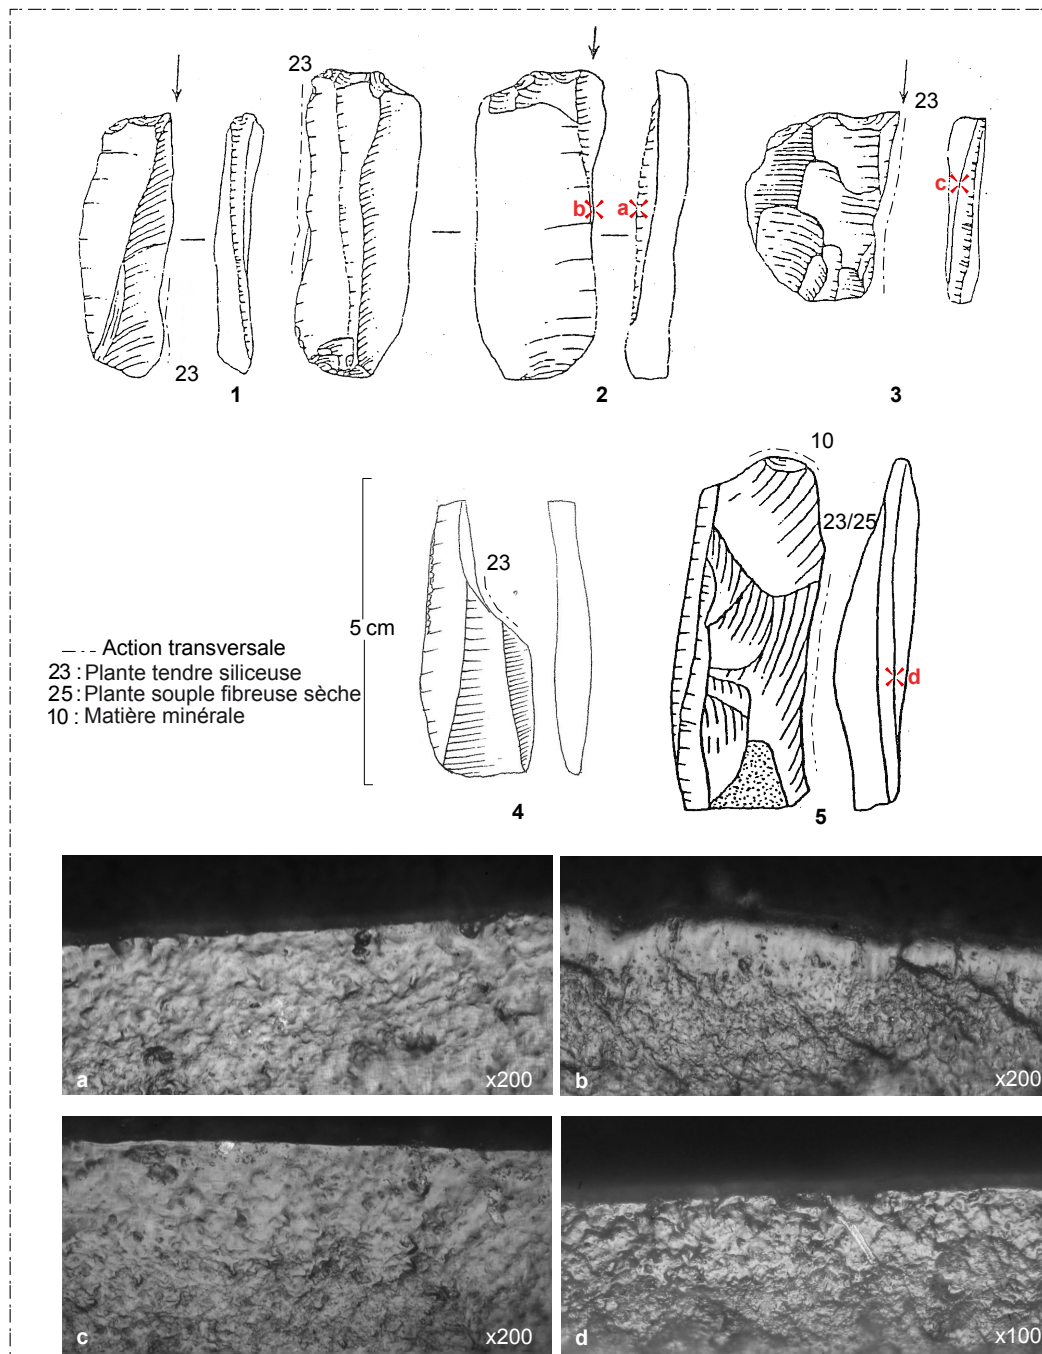 23
23
b
a
23
c
1
2
3
10
23/25
23
5 cm
d
Action transversale
23 : Plante tendre siliceuse
25 : Plante souple fibreuse sèche
10 : Matière minérale
4
5
a
x200
b
x200
c
x200
d
x100